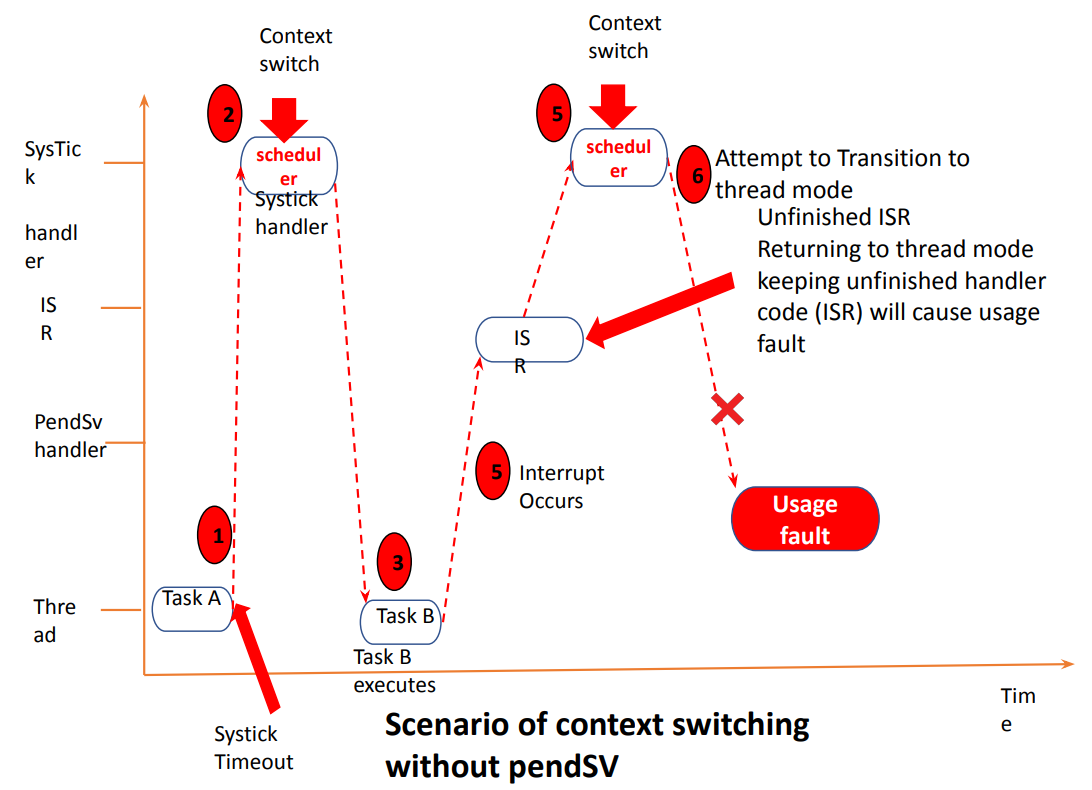 Context
switch
2
schedul
er
Systick
handler
Context
switch
5
schedul
er
6
Attempt to Transition to
thread mode
Unfinished ISR
Returning to thread mode
keeping unfinished handler
code (ISR) will cause usage
fault
SysTic
k
handl
er
IS
R
PendSv
handler
Thre
ad
1
Task A
3
Task B
Task B
executes
IS
R
5
Interrupt
Occurs
Usage
fault
Systick
Timeout
Tim
e
Scenario of context switching
without pendSV